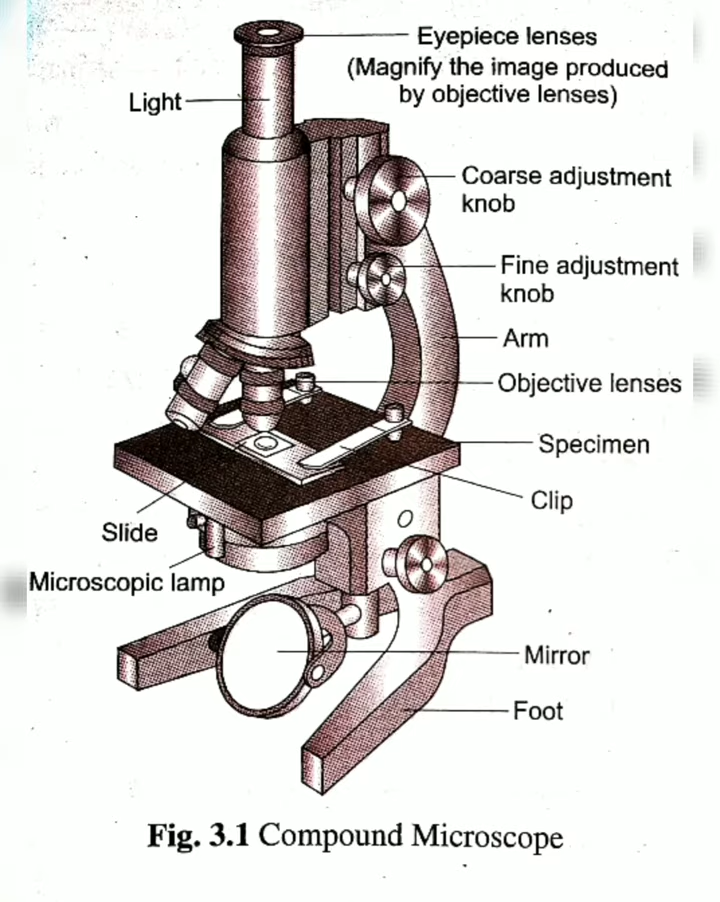 Eyepiece lenses
(Magnify the image produced
by objective lenses)
Light
Coarse adjustment
knob
Fine adjustment
knob
Arm
Objective lenses
Specimen
Clip
Slide
Microscopic lamp
Mirror
Foot
Fig. 3.1 Compound Microscope